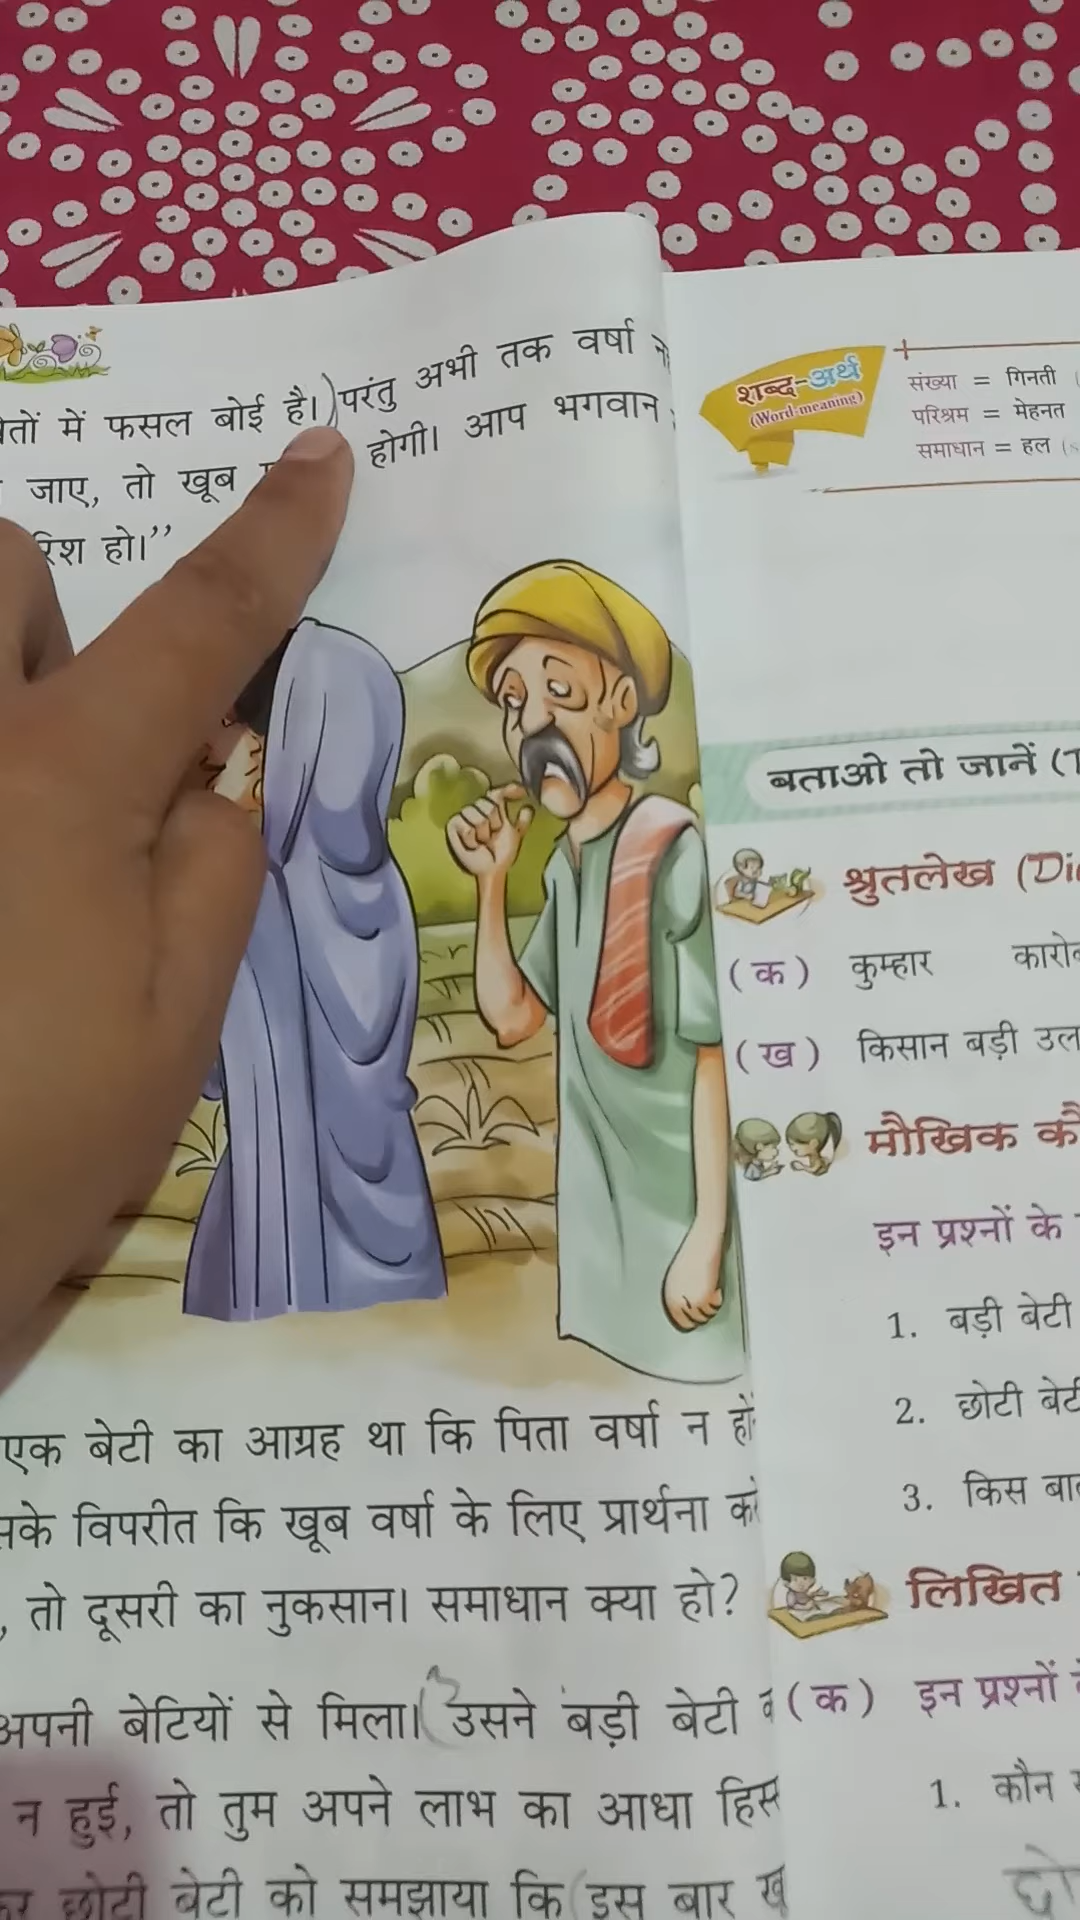 में फसल बोई है। परंतु अभी तक वर्षा
जाए, तो खूब होगी। आप भगवान
हो।”
एक बेटी का आग्रह था कि पिता वर्षा न
विपरीत कि खूब वर्षा के लिए प्रार्थना
, तो दूसरी का नुकसान। समाधान क्या हो?
अपनी बेटियों से मिला। उसने बड़ी बेटी
न हुई, तो तुम अपने लाभ का आधा
छोटी बेटी को समझाया कि इस बार
शब्द-अर्थ
(Word-meaning)
संख्या = गिनती
परिश्रम = मेहनत
समाधान = हल
बताओ तो जानें
श्रुतलेख
(क) कुम्हार
(ख) किसान बड़ी
मौखिक
इन प्रश्नों के
1. बड़ी बेटी
2. छोटी
3. किस
लिखित
(क) इन प्रश्नों
1. कौन